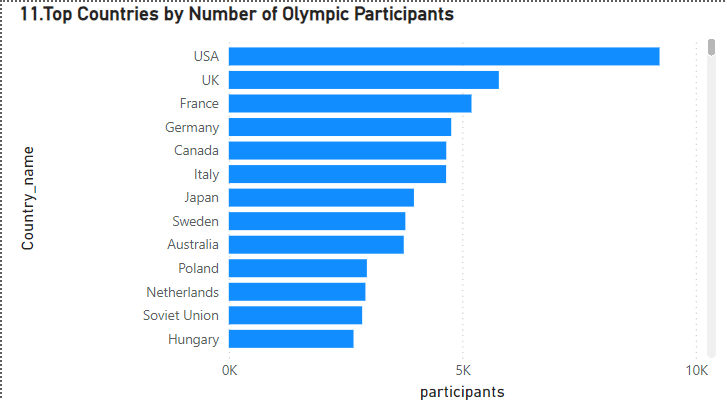 11.Top Countries by Number of Olympic Participants
Country_name
USA
UK
France
Germany
Canada
Italy
Japan
Sweden
Australia
Poland
Netherlands
Soviet Union
Hungary
0K 5K 10K
participants